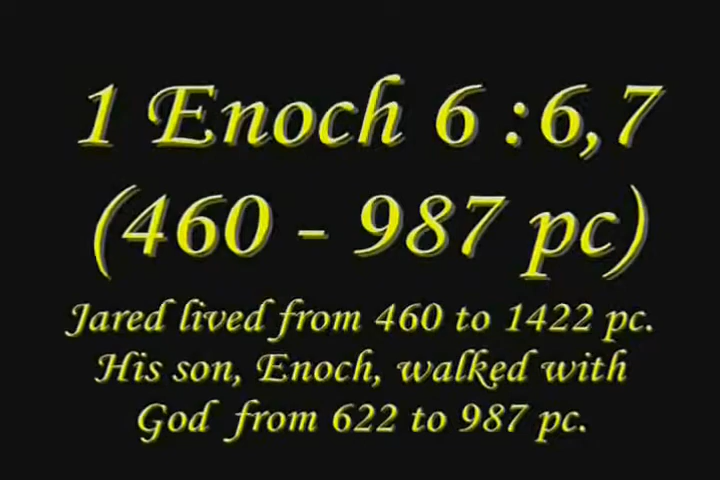 1 Enoch 6 :6,7
(460 - 987 pc)
Jared lived from 460 to 1422 pc.
His son, Enoch, walked with
God from 622 to 987 pc.